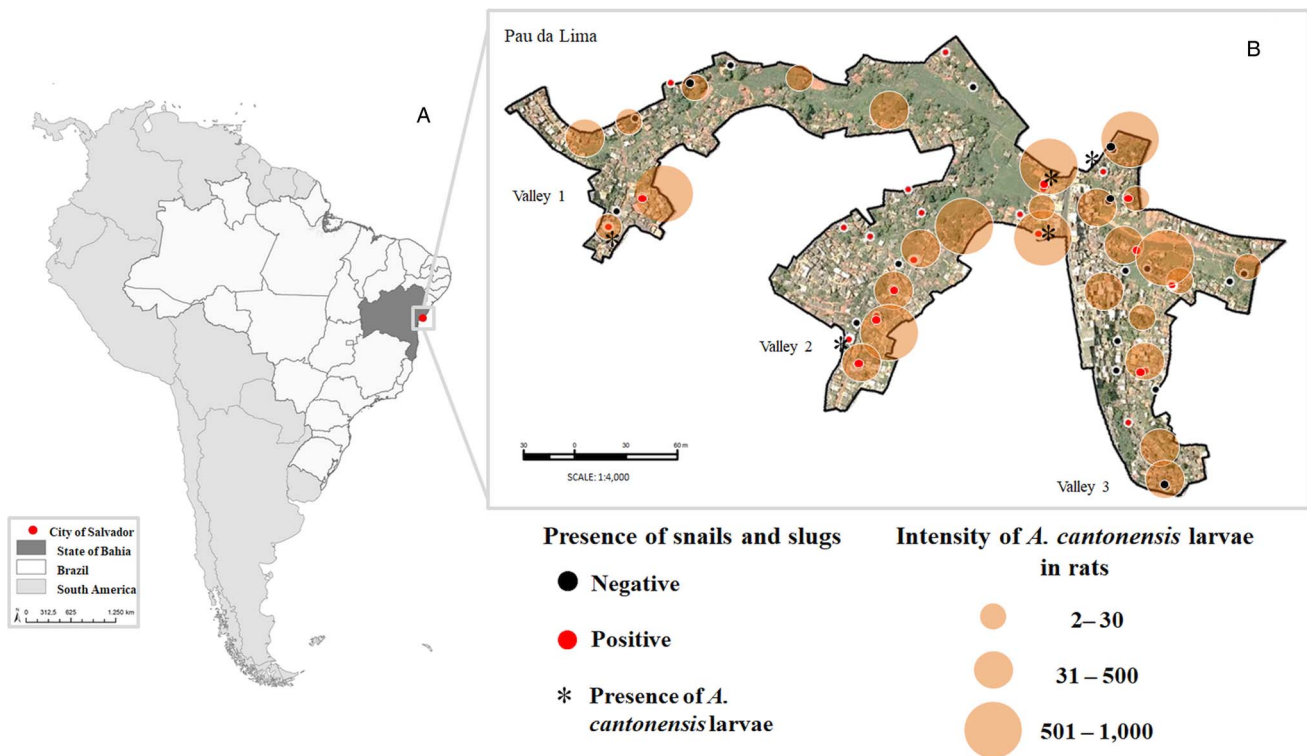 A
City of Salvador
State of Bahia
Brazil
South America
N
0 312,5 625 1.250 km
Pau da Lima
B
Valley 1
Valley 2
Valley 3
30 0 30 60 m
SCALE: 1:4,000
Presence of snails and slugs
Negative
Positive
* Presence of A.
cantonensis larvae
Intensity of A. cantonensis larvae
in rats
2–30
31 – 500
501 – 1,000